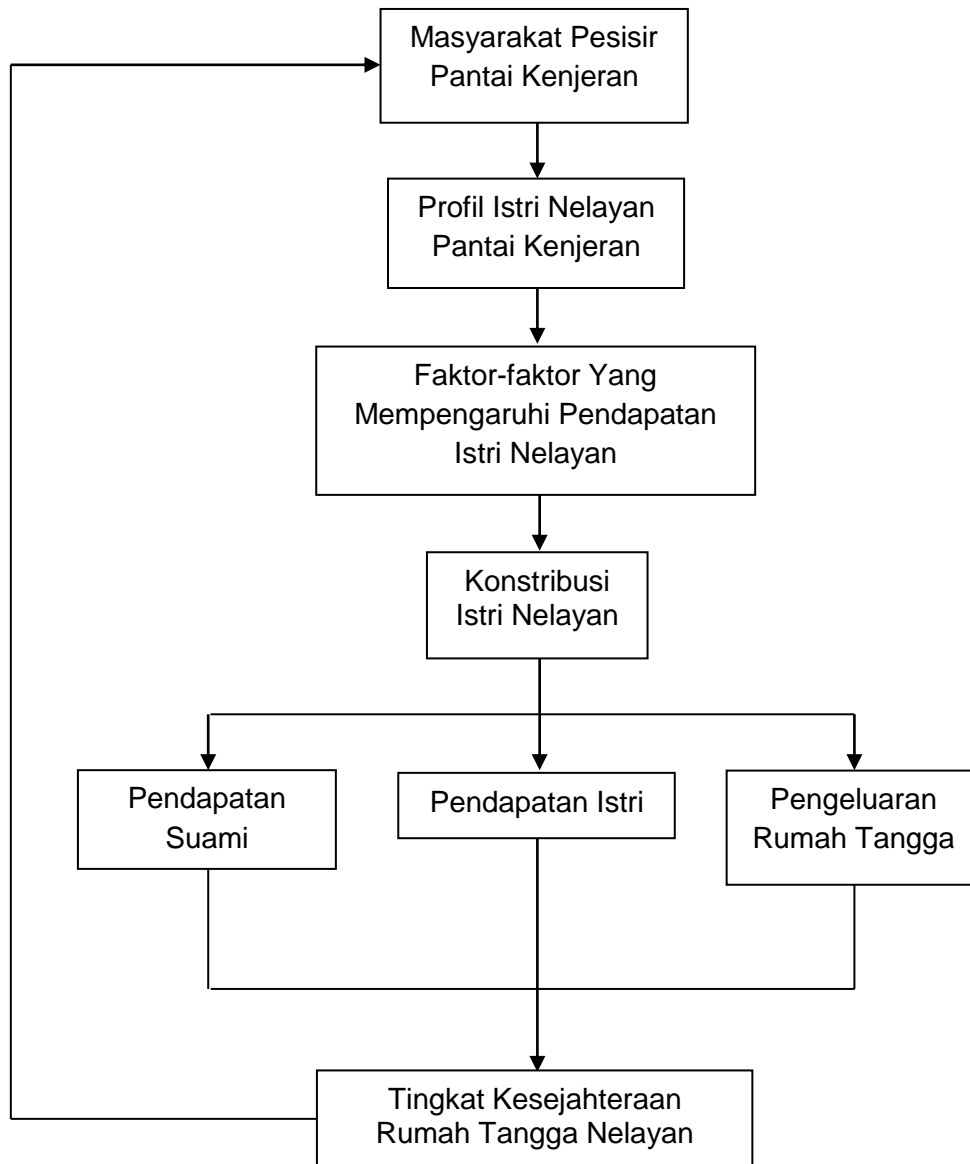 Masyarakat Pesisir
Pantai Kenjeran
Profil Istri Nelayan
Pantai Kenjeran
Faktor-faktor Yang
Mempengaruhi Pendapatan
Istri Nelayan
Konstribusi
Istri Nelayan
Pendapatan
Suami
Pendapatan Istri
Pengeluaran
Rumah Tangga
Tingkat Kesejahteraan
Rumah Tangga Nelayan